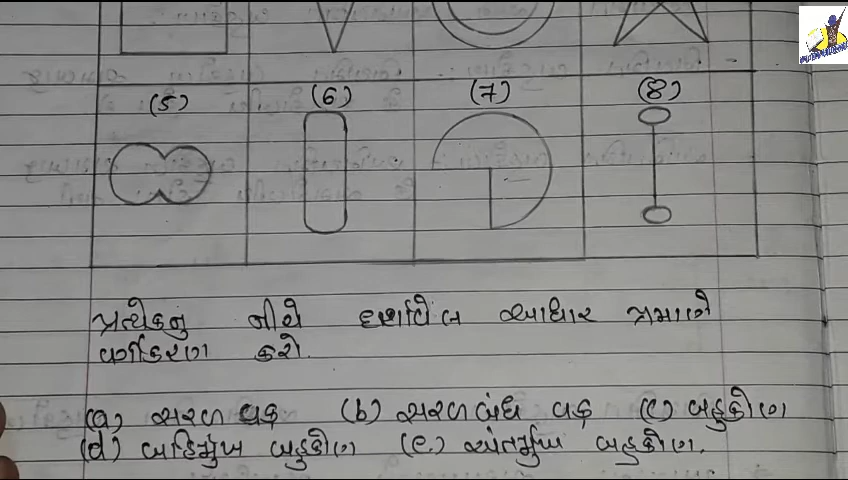 (5) (6) (7) (8)
પ્રત્યેકનુ નીચે દર્શાવેલ આધાર પ્રમાણે
વર્ગીકરણ કરો.
(a) સરળ વક્ર (b) સરળ બંધ વક્ર (c) બહુકોણ
(d) બહિર્મુખ બહુકોણ (e.) અંતર્મુખ બહુકોણ.